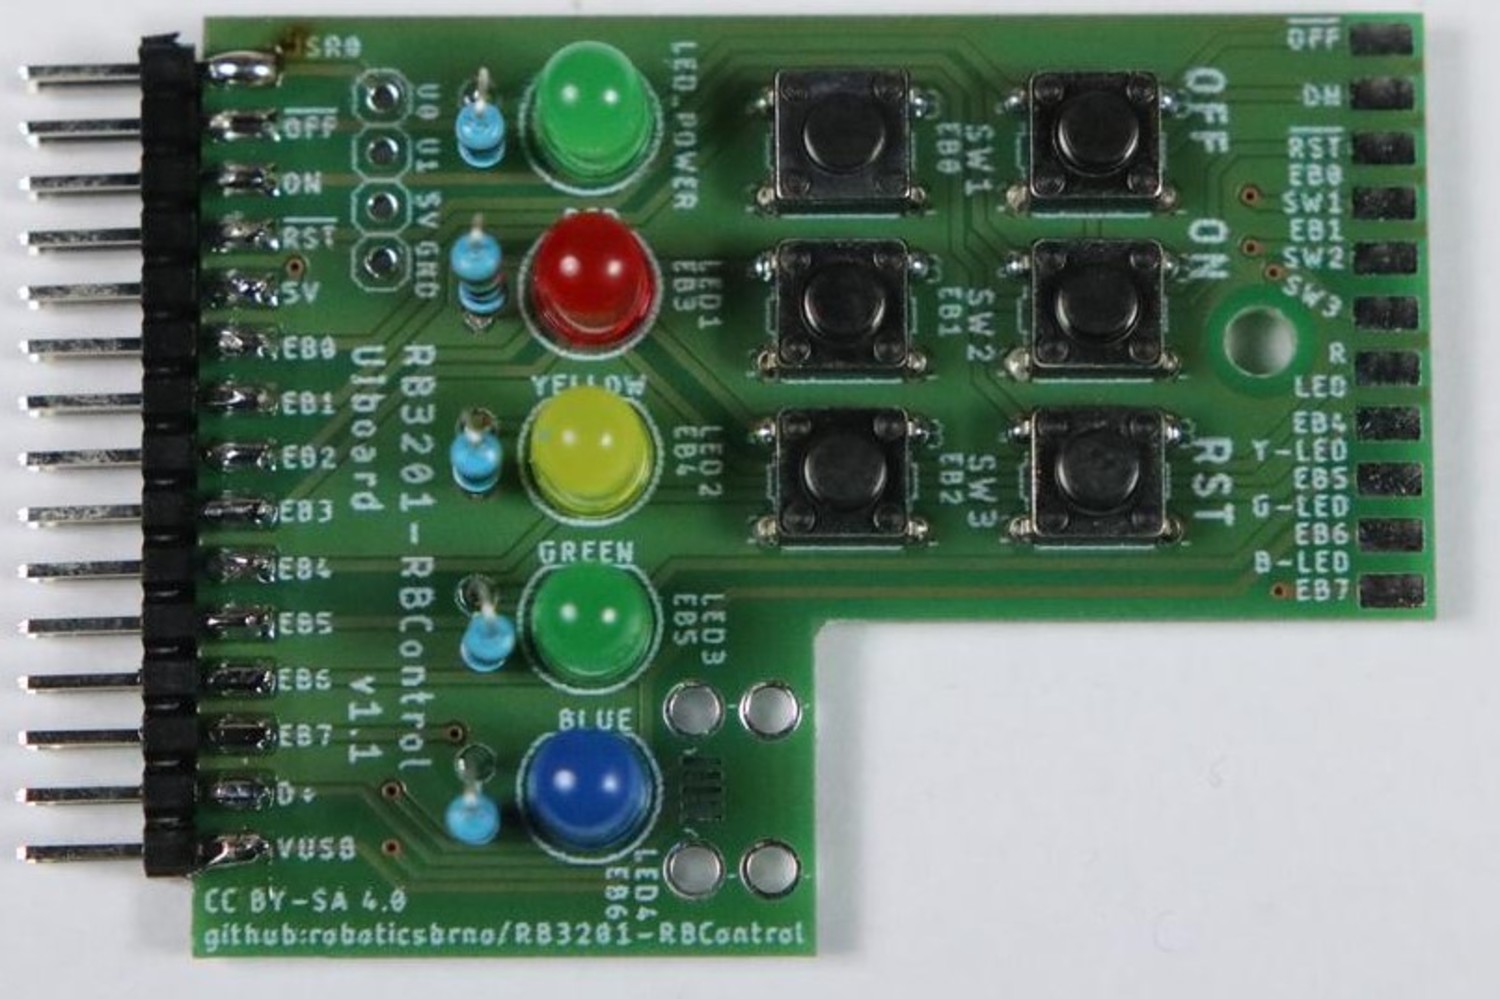 SR0
OFF
ON
RST
5V
EB0
EB1
EB2
EB3
EB4
EB5
EB6
EB7
D+
VUSB
U0 U1 5V GND
RB3201-RBControl
UIboard v1.1
LED_POWER
LED1
EB3
YELLOW
LED2
EB4
GREEN
LED3
EB5
BLUE
LED4
EB6
SW1
EB0
SW2
EB1
SW3
EB2
OFF
ON
RST
OFF
ON
RST
EB0
SW1
EB1
SW2
SW3
R
LED
EB4
Y-LED
EB5
G-LED
EB6
B-LED
EB7
CC BY-SA 4.0
github:roboticsbrno/RB3201-RBControl